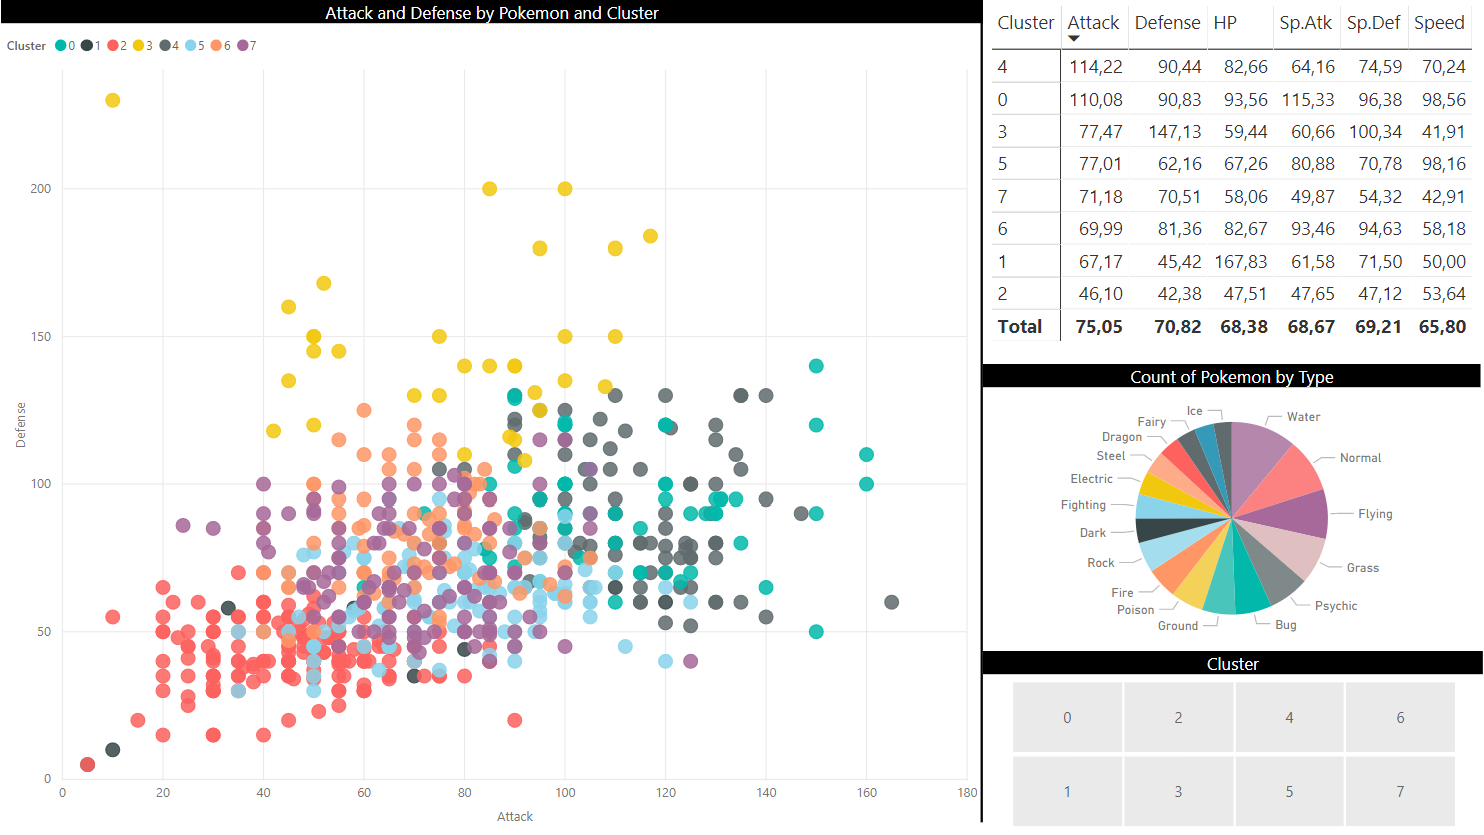 Attack and Defense by Pokemon and Cluster
Cluster 0 1 2 3 4 5 6 7
200
150
100
50
0
Defense
0 20 40 60 80 100 120 140 160 180
Attack
Cluster Attack Defense HP Sp.Atk Sp.Def Speed
4 114,22 90,44 82,66 64,16 74,59 70,24
0 110,08 90,83 93,56 115,33 96,38 98,56
3 77,47 147,13 59,44 60,66 100,34 41,91
5 77,01 62,16 67,26 80,88 70,78 98,16
7 71,18 70,51 58,06 49,87 54,32 42,91
6 69,99 81,36 82,67 93,46 94,63 58,18
1 67,17 45,42 167,83 61,58 71,50 50,00
2 46,10 42,38 47,51 47,65 47,12 53,64
Total 75,05 70,82 68,38 68,67 69,21 65,80
Count of Pokemon by Type
Water
Normal
Flying
Grass
Psychic
Bug
Ground
Poison
Fire
Rock
Dark
Fighting
Electric
Steel
Dragon
Fairy
Ice
Cluster
0 2 4 6
1 3 5 7